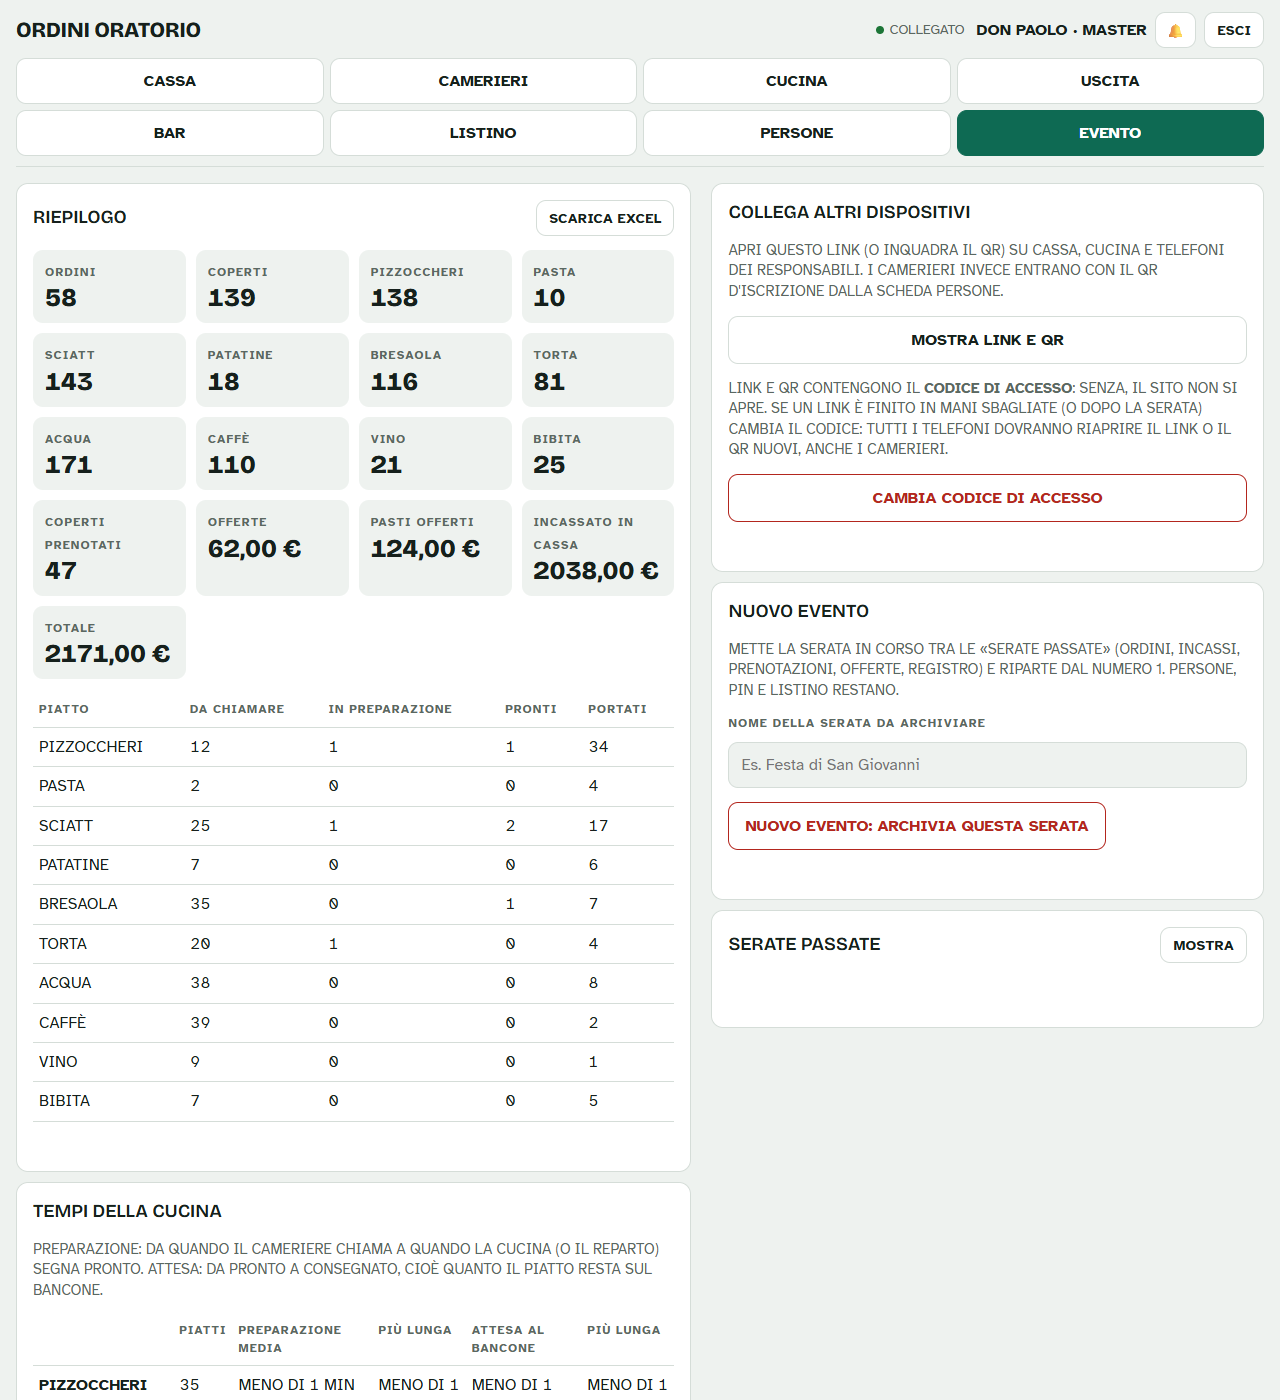 ORDINI ORATORIO
COLLEGATO DON PAOLO · MASTER ESCI
CASSA CAMERIERI CUCINA USCITA
BAR LISTINO PERSONE EVENTO
RIEPILOGO SCARICA EXCEL
ORDINI COPERTI PIZZOCCHERI PASTA
58 139 138 10
SCIATT PATATINE BRESAOLA TORTA
143 18 116 81
ACQUA CAFFÈ VINO BIBITA
171 110 21 25
COPERTI PRENOTATI
47
OFFERTE
62,00 €
PASTI OFFERTI
124,00 €
INCASSATO IN CASSA
2038,00 €
TOTALE
2171,00 €
PIATTO DA CHIAMARE IN PREPARAZIONE PRONTI PORTATI
PIZZOCCHERI 12 1 1 34
PASTA 2 0 0 4
SCIATT 25 1 2 17
PATATINE 7 0 0 6
BRESAOLA 35 0 1 7
TORTA 20 1 0 4
ACQUA 38 0 0 8
CAFFÈ 39 0 0 2
VINO 9 0 0 1
BIBITA 7 0 0 5
TEMPI DELLA CUCINA
PREPARAZIONE: DA QUANDO IL CAMERIERE CHIAMA A QUANDO LA CUCINA (O IL REPARTO)
SEGNA PRONTO. ATTESA: DA PRONTO A CONSEGNATO, CIOÈ QUANTO IL PIATTO RESTA SUL
BANCONE.
PIATTI PREPARAZIONE MEDIA PIÙ LUNGA ATTESA AL BANCONE PIÙ LUNGA
PIZZOCCHERI 35 MENO DI 1 MIN MENO DI 1 MENO DI 1 MENO DI 1
COLLEGA ALTRI DISPOSITIVI
APRI QUESTO LINK (O INQUADRA IL QR) SU CASSA, CUCINA E TELEFONI
DEI RESPONSABILI. I CAMERIERI INVECE ENTRANO CON IL QR
D'ISCRIZIONE DALLA SCHEDA PERSONE.
MOSTRA LINK E QR
LINK E QR CONTENGONO IL CODICE DI ACCESSO: SENZA, IL SITO NON SI
APRE. SE UN LINK È FINITO IN MANI SBAGLIATE (O DOPO LA SERATA)
CAMBIA IL CODICE: TUTTI I TELEFONI DOVRANNO RIAPRIRE IL LINK O IL
QR NUOVI, ANCHE I CAMERIERI.
CAMBIA CODICE DI ACCESSO
NUOVO EVENTO
METTE LA SERATA IN CORSO TRA LE «SERATE PASSATE» (ORDINI, INCASSI,
PRENOTAZIONI, OFFERTE, REGISTRO) E RIPARTE DAL NUMERO 1. PERSONE,
PIN E LISTINO RESTANO.
NOME DELLA SERATA DA ARCHIVIARE
Es. Festa di San Giovanni
NUOVO EVENTO: ARCHIVIA QUESTA SERATA
SERATE PASSATE MOSTRA